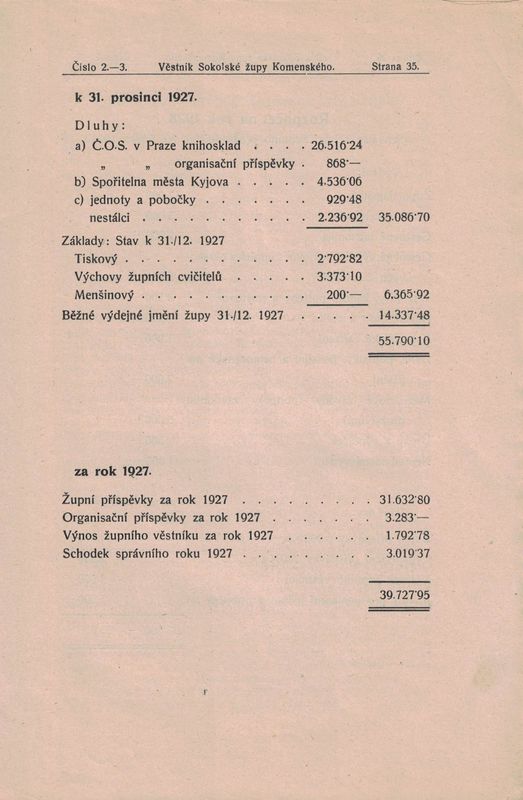 Číslo 2.—3. Věstník Sokolské župy Komenského. Strana 35.
k 31. prosinci 1927.
Dluhy:
a) Č.O.S. v Praze knihosklad . . . . 26.516˙24
„ „ organisační příspěvky . 868˙—
b) Spořitelna města Kyjova . . . . . 4.536˙06
c) jednoty a pobočky . . . . . . . 929˙48
nestálci . . . . . . . . . . . 2.236˙92 35.086˙70
Základy: Stav k 31./12. 1927
Tiskový . . . . . . . . . . . . 2˙792˙82
Výchovy župních cvičitelů . . . . . 3.373˙10
Menšinový . . . . . . . . . . . 200˙— 6.365˙92
Běžné výdejné jmění župy 31./12. 1927 . . . . . 14.337˙48
55.790˙10
za rok 1927.
Župní příspěvky za rok 1927 . . . . . . . . . 31.632˙80
Organisační příspěvky za rok 1927 . . . . . . . 3.283˙—
Výnos župního věstníku za rok 1927 . . . . . . 1.792˙78
Schodek správního roku 1927 . . . . . . . . . 3.019˙37
39.727˙95